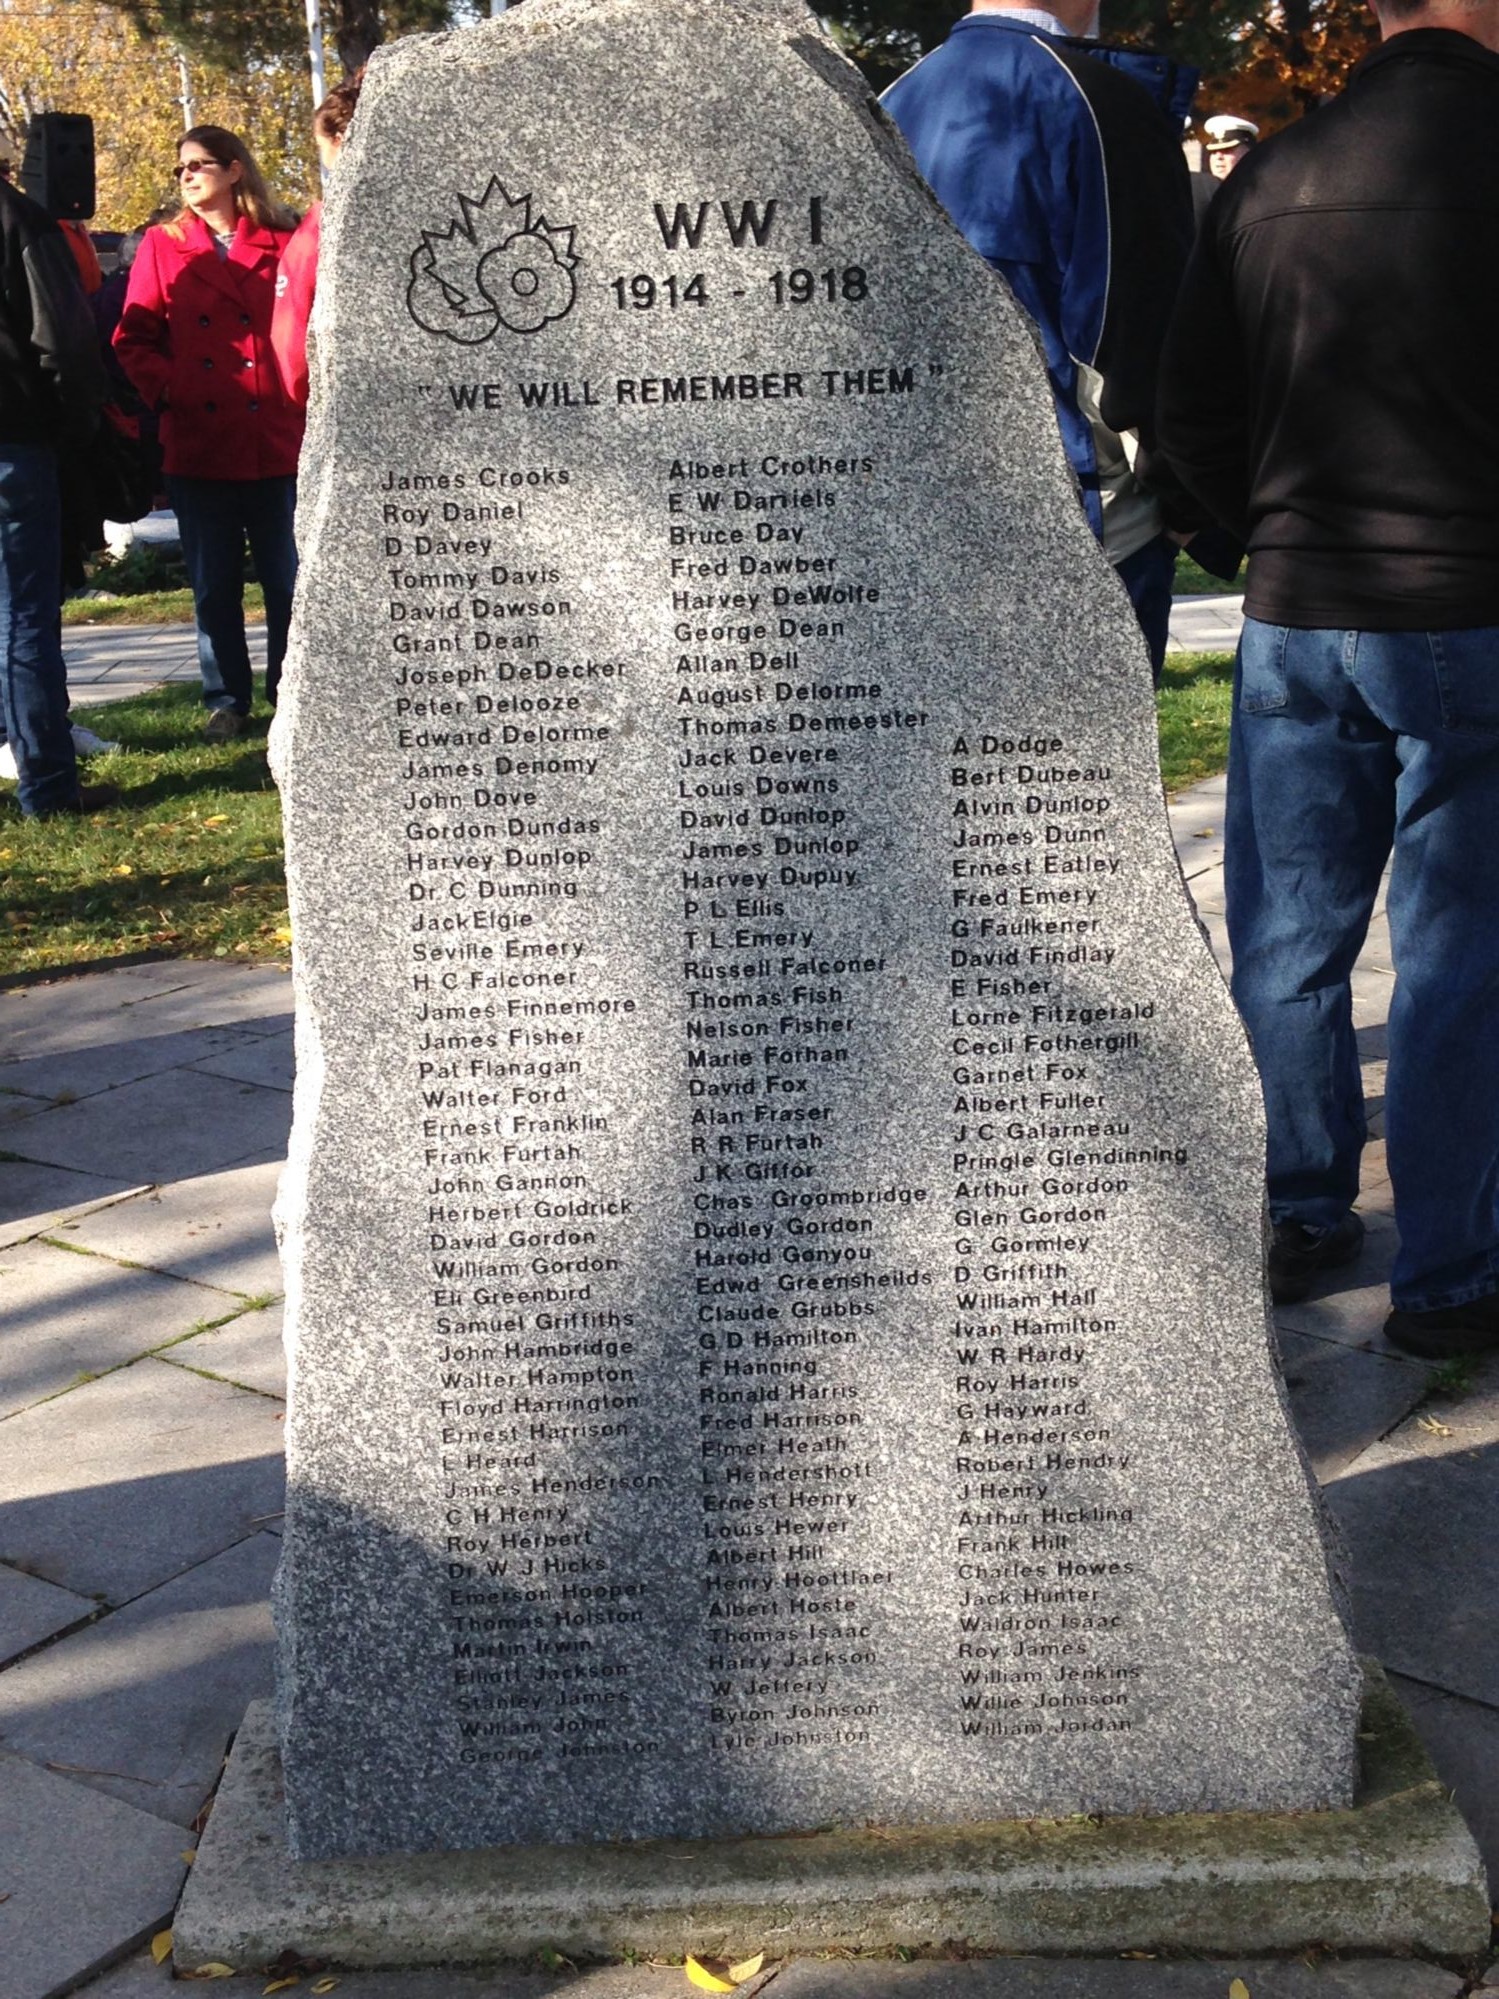 WW I
1914 - 1918
" WE WILL REMEMBER THEM "
James Crooks
Roy Daniel
D Davey
Tommy Davis
David Dawson
Grant Dean
Joseph DeDecker
Peter Delooze
Edward Delorme
James Denomy
John Dove
Gordon Dundas
Harvey Dunlop
Dr. C Dunning
Jack Elgie
Seville Emery
H C Falconer
James Finnemore
James Fisher
Pat Flanagan
Walter Ford
Ernest Franklin
Frank Furtah
John Gannon
Herbert Goldrick
David Gordon
William Gordon
Eli Greenbird
Samuel Griffiths
John Hambridge
Walter Hampton
Floyd Harrington
Ernest Harrison
L Heard
James Henderson
C H Henry
Roy Herbert
Dr W J Hicks
Emerson Hooper
Thomas Holston
Martin Irwin
Elliott Jackson
Stanley James
William John
George Johnston
Albert Crothers
E W Daniels
Bruce Day
Fred Dawber
Harvey DeWolfe
George Dean
Allan Dell
August Delorme
Thomas Demeester
Jack Devere
Louis Downs
David Dunlop
James Dunlop
Harvey Dupuy
P L Ellis
T L Emery
Russell Falconer
Thomas Fish
Nelson Fisher
Marie Forhan
David Fox
Alan Fraser
R R Furtah
J K Giffor
Chas Groombridge
Dudley Gordon
Harold Gonyou
Edwd Greensheilds
Claude Grubbs
G D Hamilton
F Hanning
Ronald Harris
Fred Harrison
Elmer Heath
L Hendershott
Ernest Henry
Louis Hewer
Albert Hill
Henry Hoottlaer
Albert Hoste
Thomas Isaac
Harry Jackson
W Jeffery
Byron Johnson
Lyle Johnston
A Dodge
Bert Dubeau
Alvin Dunlop
James Dunn
Ernest Eatley
Fred Emery
G Faulkener
David Findlay
E Fisher
Lorne Fitzgerald
Cecil Fothergill
Garnet Fox
Albert Fuller
J C Galarneau
Pringle Glendinning
Arthur Gordon
Glen Gordon
G Gormley
D Griffith
William Hall
Ivan Hamilton
W R Hardy
Roy Harris
G Hayward
A Henderson
Robert Hendry
J Henry
Arthur Hickling
Frank Hill
Charles Howes
Jack Hunter
Waldron Isaac
Roy James
William Jenkins
Willie Johnson
William Jordan